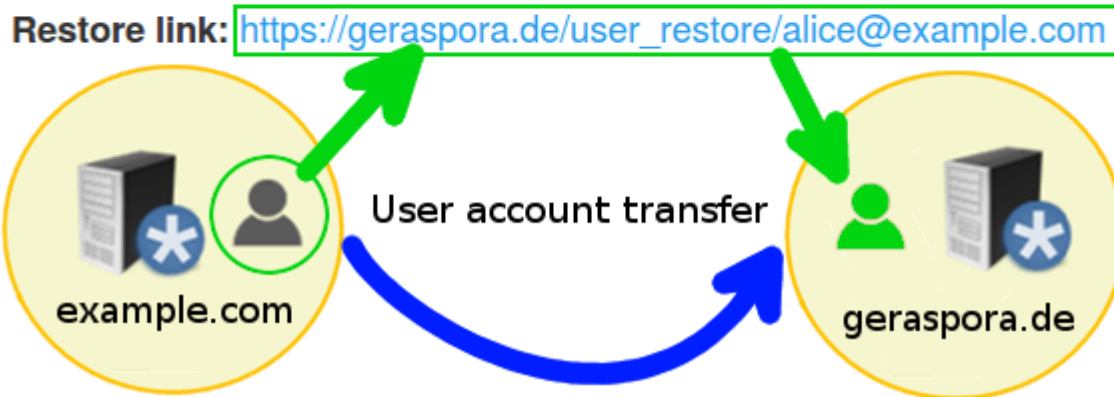 Restore link: https://geraspora.de/user_restore/alice@example.com
User account transfer
example.com
geraspora.de